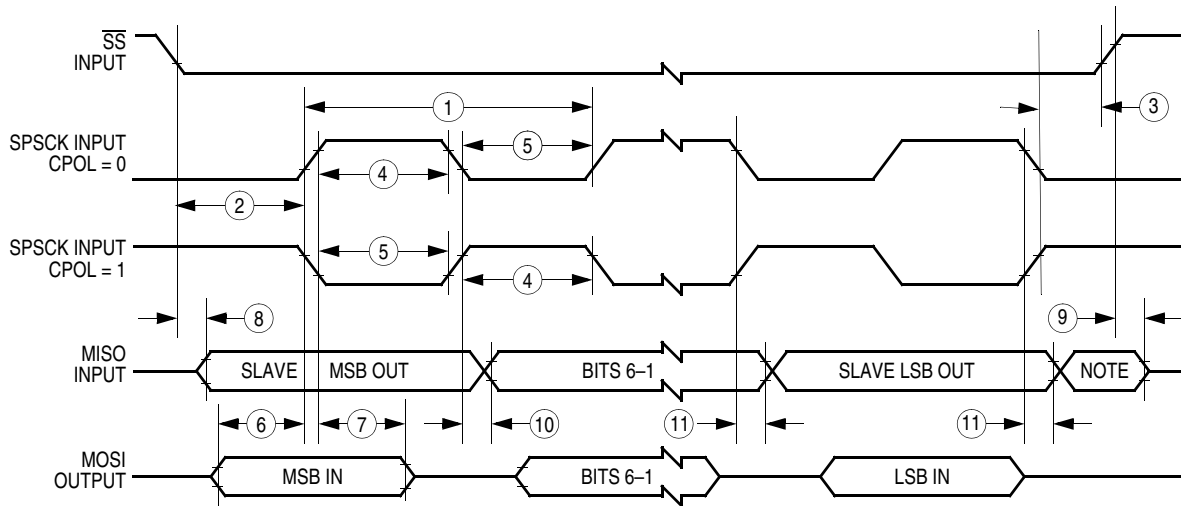 SS
INPUT
1
3
SPSCK INPUT
CPOL = 0
5
4
2
SPSCK INPUT
CPOL = 1
5
4
8
9
MISO
INPUT
SLAVE MSB OUT
BITS 6–1
SLAVE LSB OUT
NOTE
6
7
10
11
11
MOSI
OUTPUT
MSB IN
BITS 6–1
LSB IN